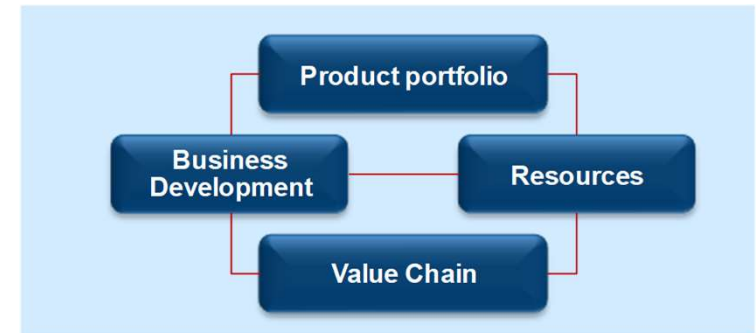 Product portfolio
Business
Development
Resources
Value Chain